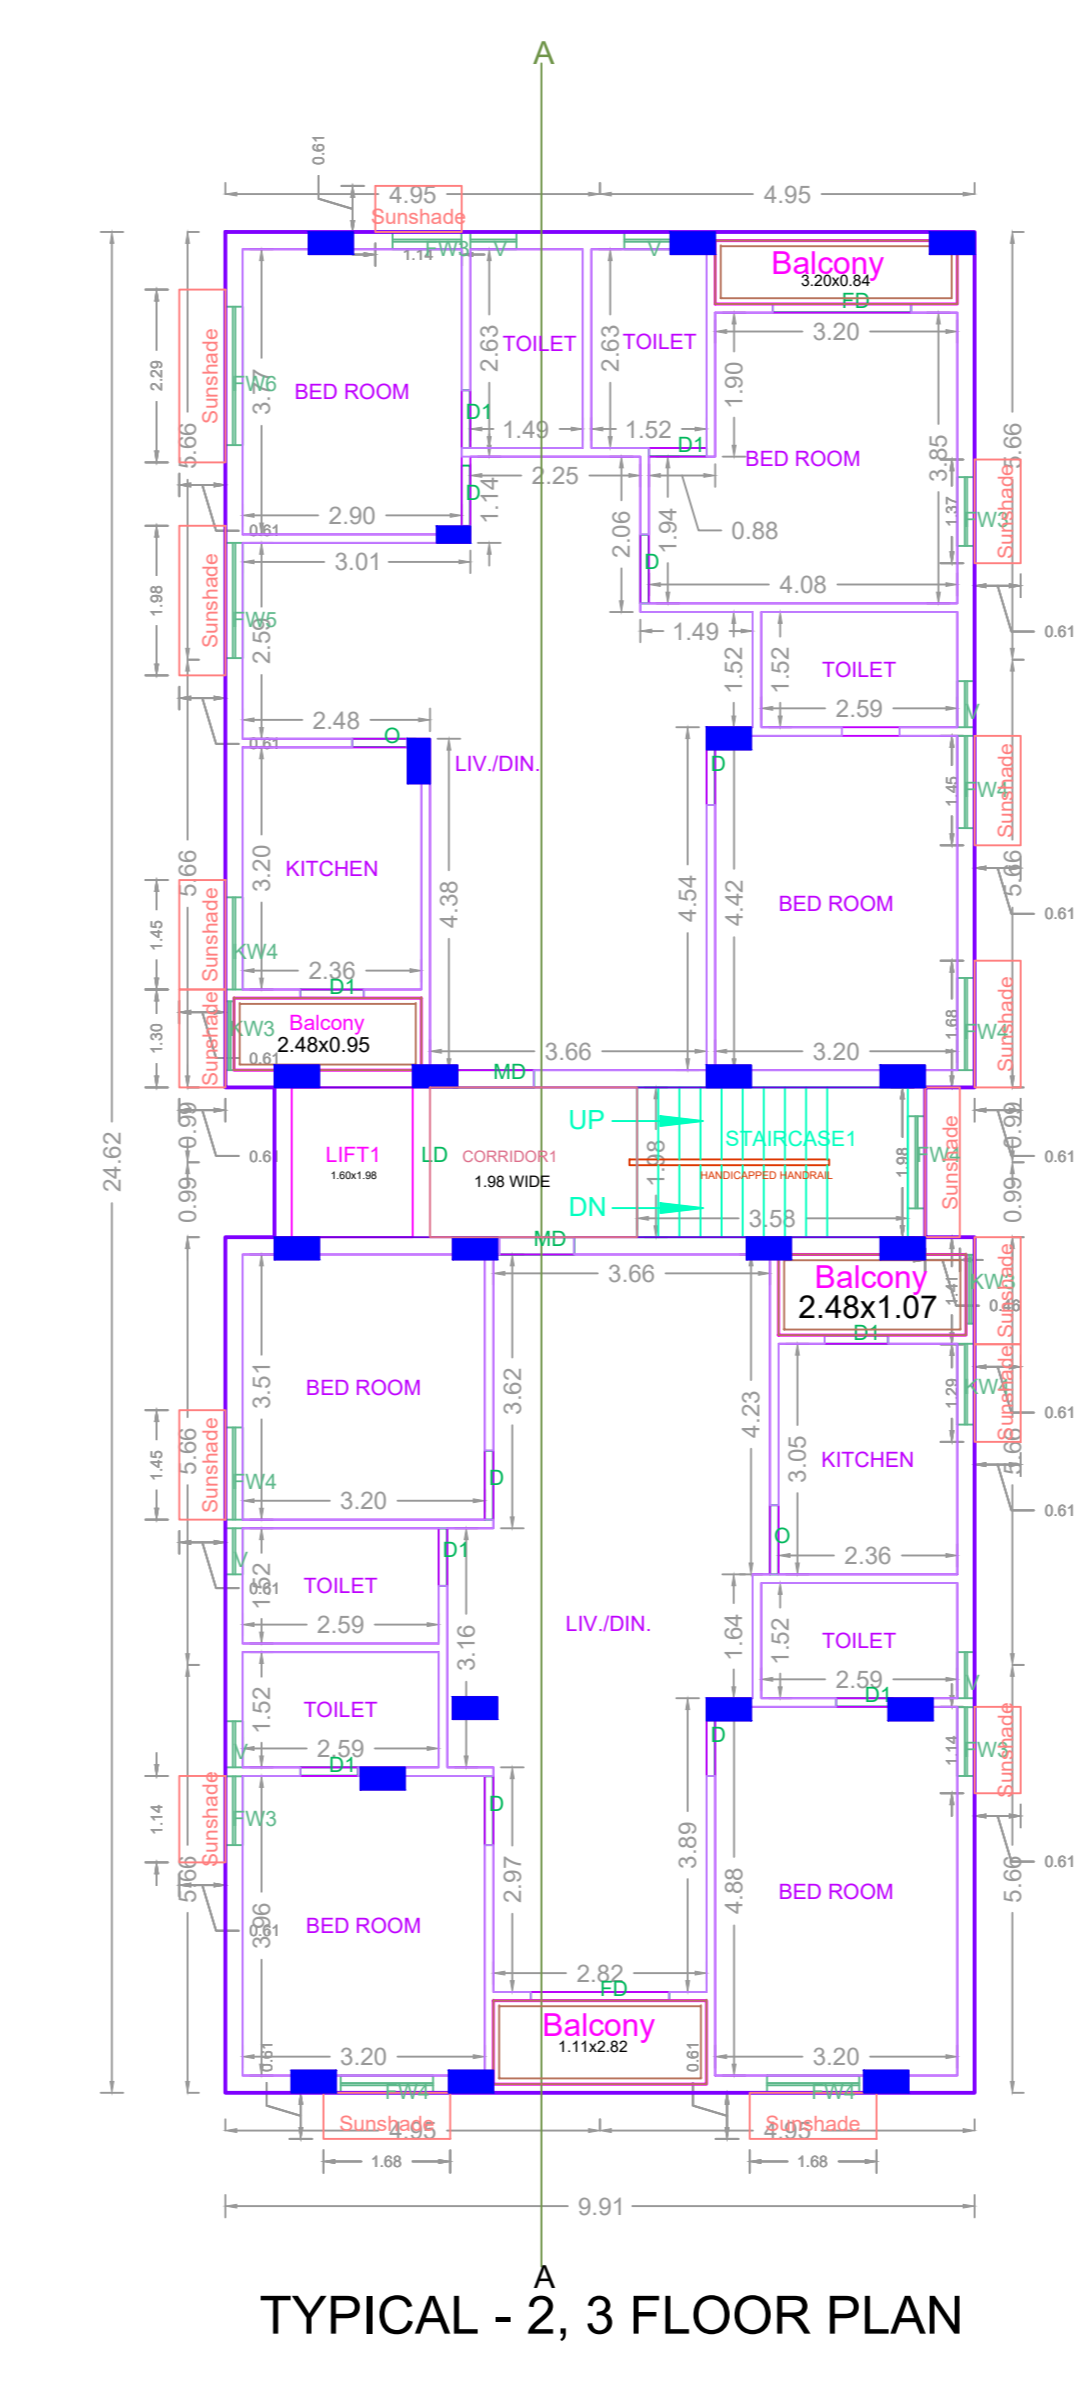 A
0.61
4.95
4.95
Sunshade
FW3
V
V
1.14
Balcony
3.20x0.84
FD
3.20
Sunshade
2.29
FW6
5.66
BED ROOM
2.63
TOILET
2.63
TOILET
1.90
3.85
5.66
D1
1.49
1.52
D1
BED ROOM
2.25
D
1.14
2.90
0.61
3.01
2.06
1.94
0.88
1.37
FW3
Sunshade
D
4.08
1.98
Sunshade
FW5
2.59
0.61
1.49
1.52
1.52
TOILET
2.59
V
2.48
O
0.61
LIV./DIN.
D
Sunshade
1.45
FW4
KITCHEN
3.20
4.38
4.54
4.42
BED ROOM
5.66
5.66
0.61
1.45
Sunshade
KW4
2.36
D1
Balcony
2.48x0.95
1.30
Sunshade
KW3
0.61
3.66
3.20
1.68
FW4
Sunshade
MD
24.62
0.99
0.99
UP
STAIRCASE1
LIFT1
1.60x1.98
LD
CORRIDOR1
1.98 WIDE
1.98
HANDICAPPED HANDRAIL
1.98
Sunshade
0.61
0.99
DN
3.58
0.99
MD
3.66
Balcony
2.48x1.07
1.41
Sunshade
0.46
D1
3.51
BED ROOM
3.62
4.23
3.05
KITCHEN
1.29
KW4
Sunshade
0.61
5.66
1.45
Sunshade
FW4
3.20
D
5.66
0.61
O
2.36
V
1.52
0.61
TOILET
D1
2.59
3.16
LIV./DIN.
1.64
1.52
TOILET
2.59
V
D1
1.52
TOILET
2.59
V
D1
D
1.14
FW3
Sunshade
1.14
Sunshade
FW3
D
0.61
5.66
3.96
BED ROOM
0.61
2.97
3.89
4.88
BED ROOM
5.66
2.82
FD
Balcony
1.11x2.82
0.61
3.20
0.61
3.20
FW4
FW4
Sunshade
Sunshade
4.95
4.95
1.68
1.68
9.91
A
TYPICAL - 2, 3 FLOOR PLAN